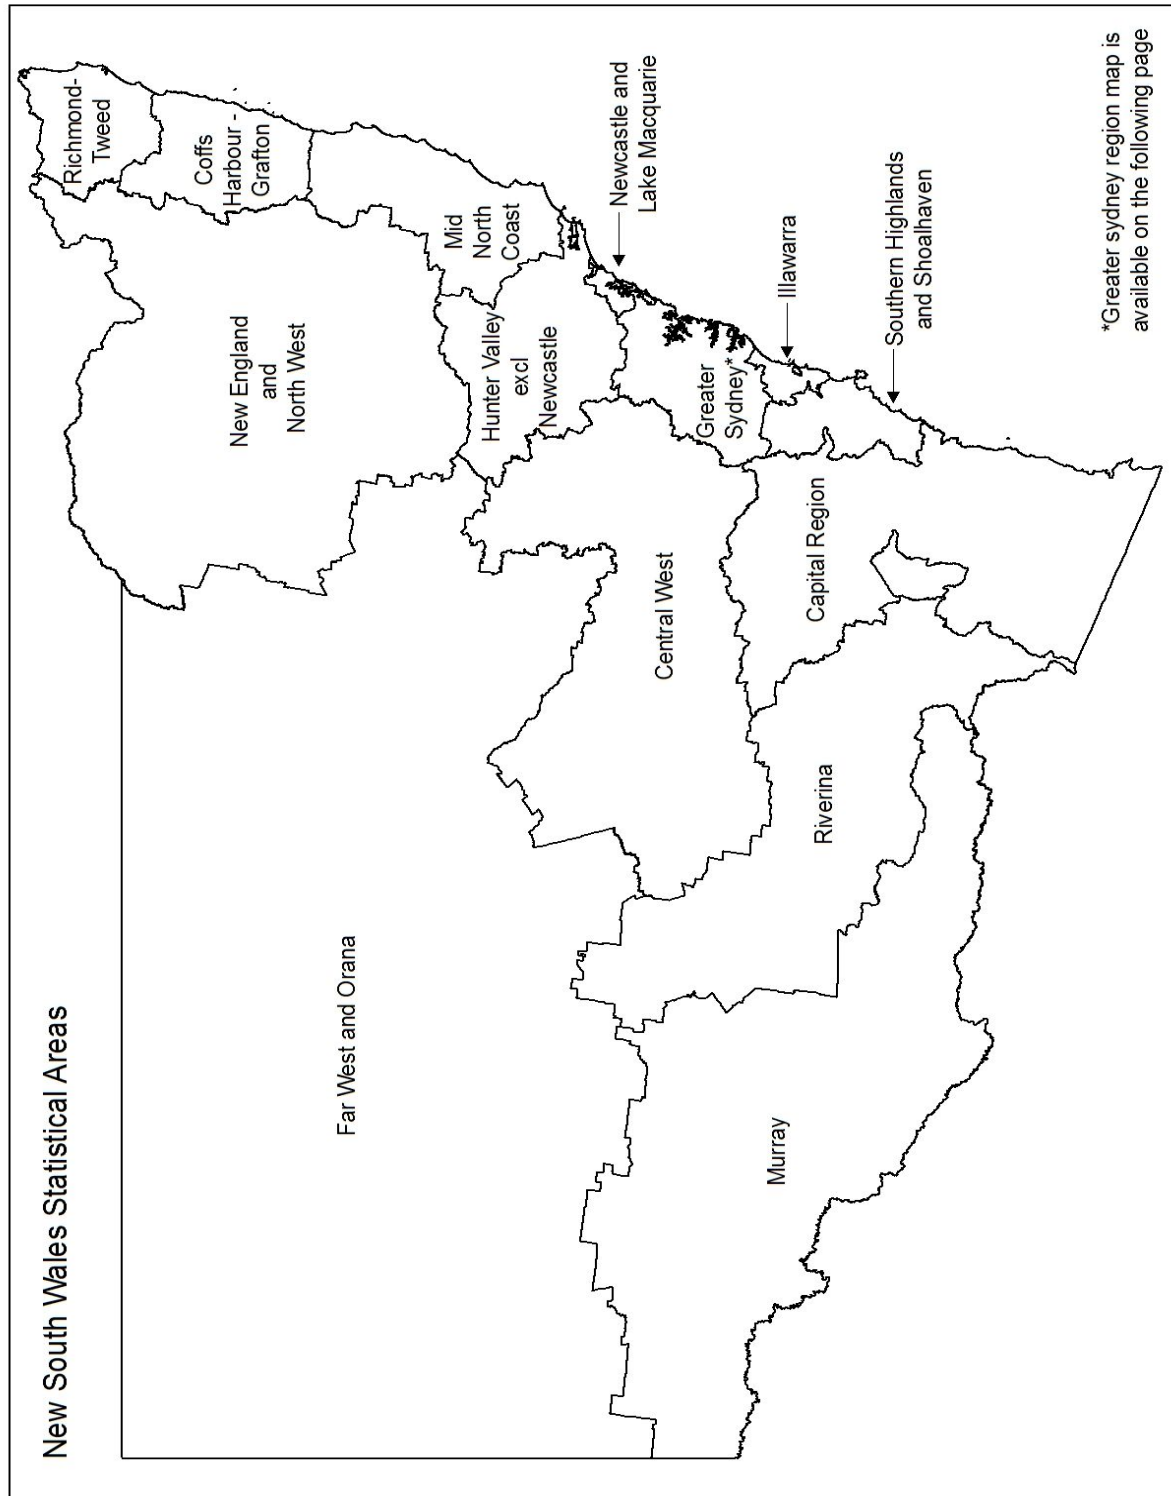 New South Wales Statistical Areas
Richmond-
Tweed
Coffs
Harbour -
Grafton
New England
and
North West
Mid
North
Coast
Far West and Orana
Hunter Valley
excl
Newcastle
Newcastle and
Lake Macquarie
Central West
Greater
Sydney*
Illawarra
Capital Region
Southern Highlands
and Shoalhaven
Riverina
Murray
*Greater sydney region map is
available on the following page